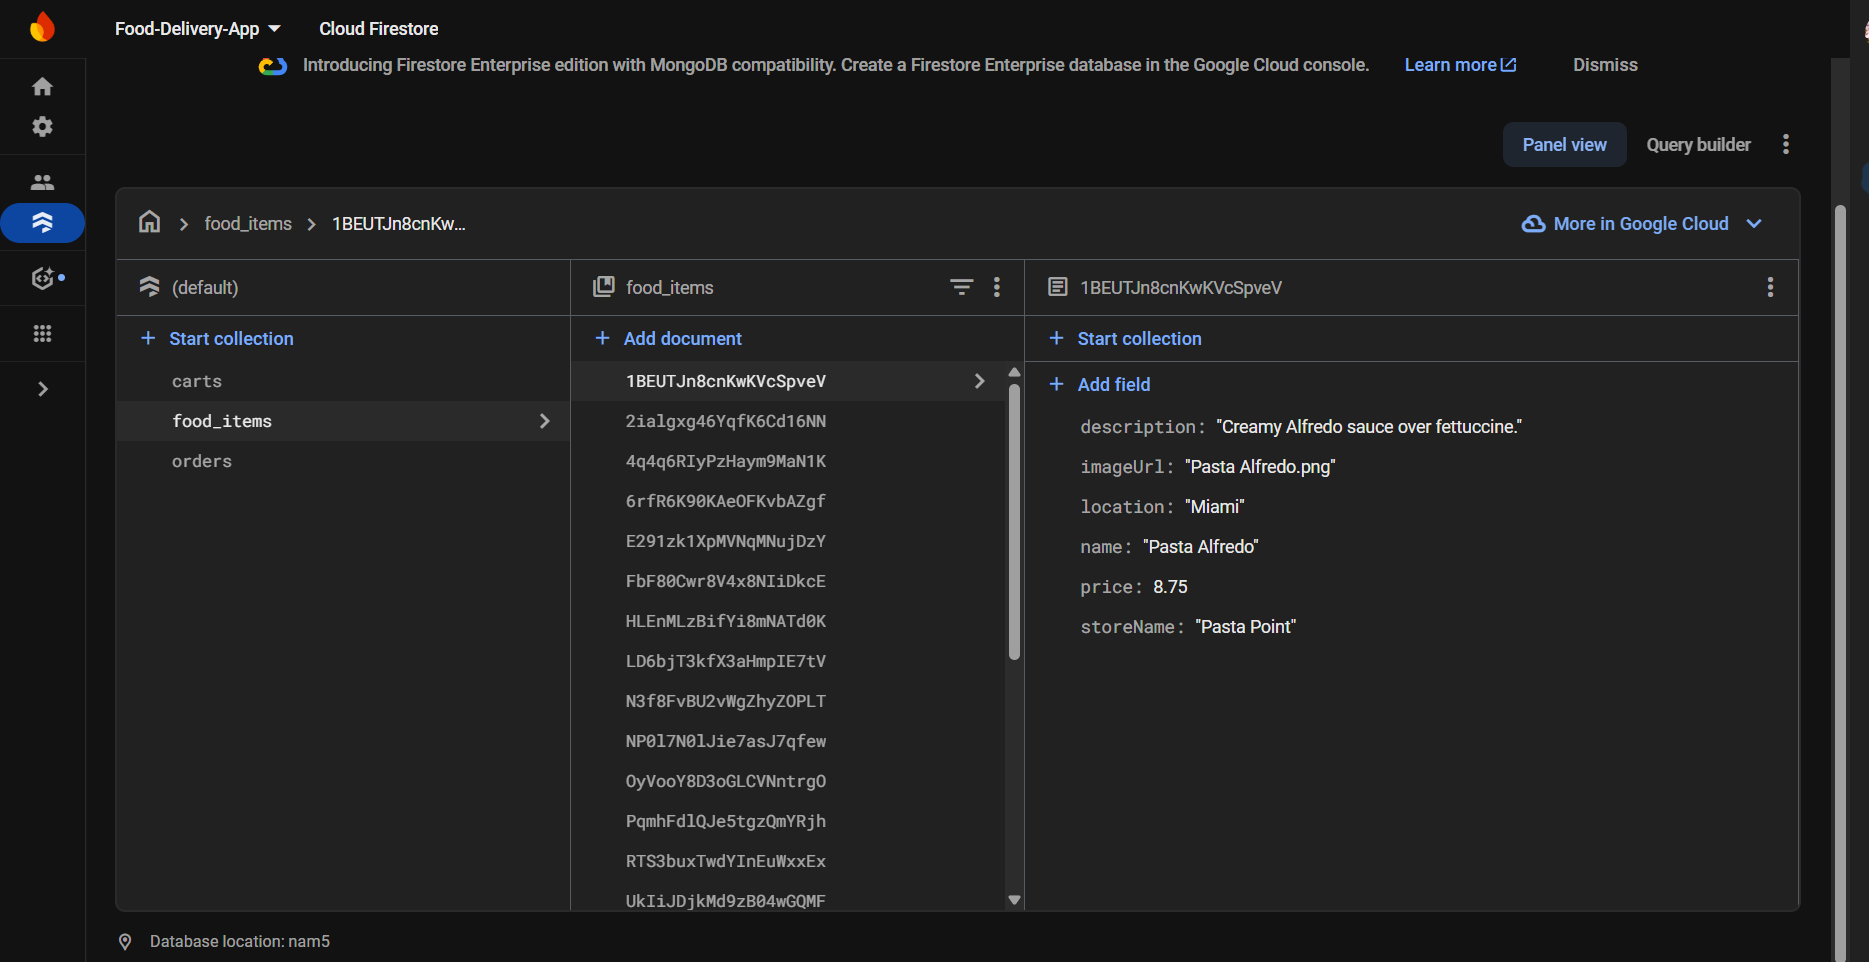 Food-Delivery-App
Cloud Firestore
Introducing Firestore Enterprise edition with MongoDB compatibility. Create a Firestore Enterprise database in the Google Cloud console.
Learn more
Dismiss
Panel view
Query builder
food_items
1BEUTJn8cnKw...
More in Google Cloud
(default)
Start collection
carts
food_items
orders
food_items
Add document
1BEUTJn8cnKwKVcSpveV
2ialgxg46YqfK6Cd16NN
4q4q6RIyPzHaym9MaN1K
6rfR6K90KAeOFKvbAZgf
E291zk1XpMVNqMNujDzY
FbF80Cwr8V4x8NIiDkcE
HLEnMLzBifYi8mNATd0K
LD6bjT3kfX3aHmpIE7tV
N3f8FvBU2vWgZhyZOPLT
NP0l7N0lJie7asJ7qfew
OyVooY8D3oGLCVNntrgO
PqmhFdlQJe5tgzQmYRjh
RTS3buxTwdYInEuWxxEx
UkIiJDjkMd9zB04wGQMF
1BEUTJn8cnKwKVcSpveV
Start collection
Add field
description: "Creamy Alfredo sauce over fettuccine."
imageUrl: "Pasta Alfredo.png"
location: "Miami"
name: "Pasta Alfredo"
price: 8.75
storeName: "Pasta Point"
Database location: nam5